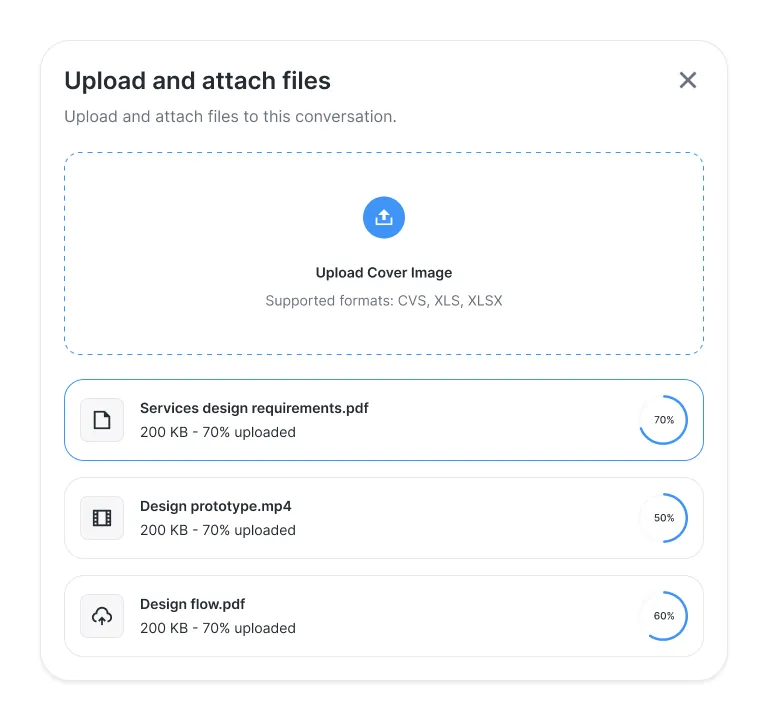 Upload and attach files
Upload and attach files to this conversation.
Upload Cover Image
Supported formats: CVS, XLS, XLSX
Services design requirements.pdf
200 KB - 70% uploaded
70%
Design prototype.mp4
200 KB - 70% uploaded
50%
Design flow.pdf
200 KB - 70% uploaded
60%